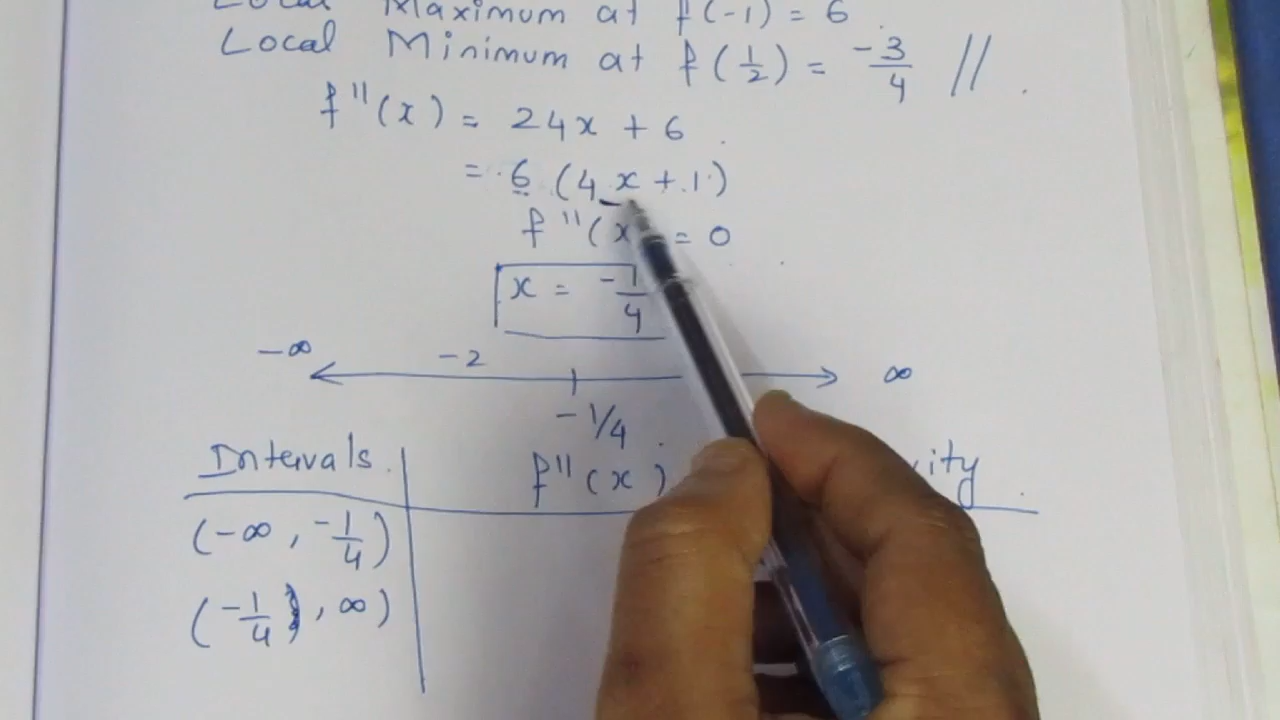 Local Maximum at f(-1) = 6
Local Minimum at f(1/2) = -3/4 //
f''(x) = 24x + 6
= 6 (4x + 1)
f''(x = 0
x = -1/4
-∞ -2 ∞
-1/4
Intervals f''(x)
(-∞, -1/4)
(-1/4, ∞)